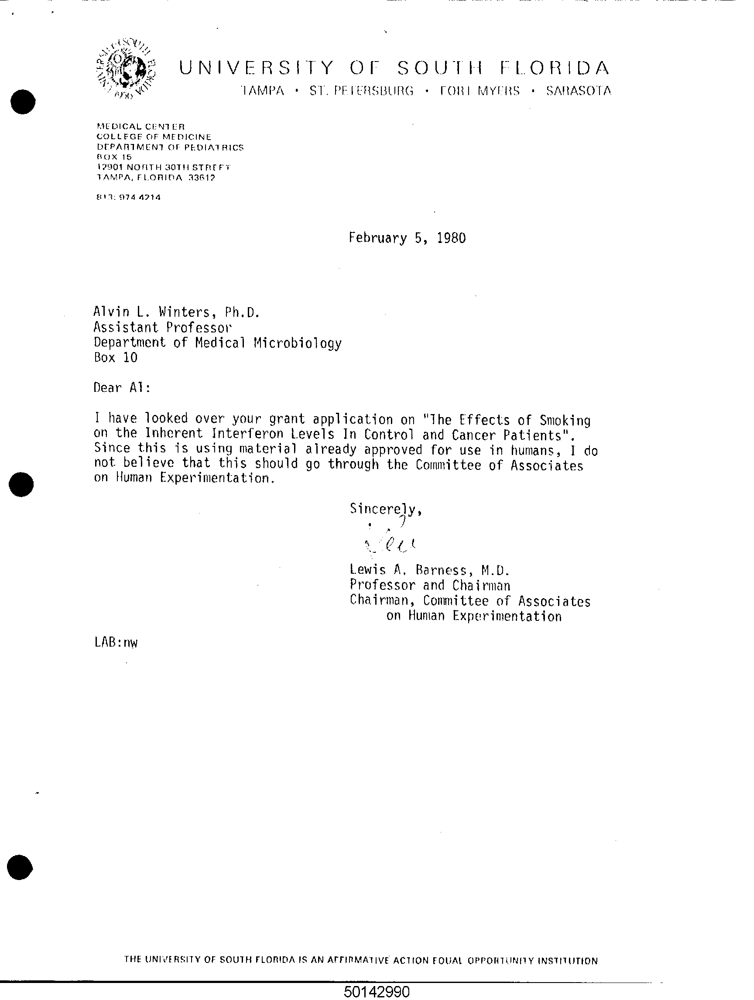 UNIVERSITY OF SOUTH FLORIDA
TAMPA · ST. PETERSBURG · FORT MYERS · SARASOTA
MEDICAL CENTER
COLLEGE OF MEDICINE
DEPARTMENT OF PEDIATRICS
BOX 15
12901 NORTH 30TH STREET
TAMPA, FLORIDA 33612
813: 974-4214
February 5, 1980
Alvin L. Winters, Ph.D.
Assistant Professor
Department of Medical Microbiology
Box 10
Dear Al:
I have looked over your grant application on "The Effects of Smoking
on the Inherent Interferon Levels In Control and Cancer Patients".
Since this is using material already approved for use in humans, I do
not believe that this should go through the Committee of Associates
on Human Experimentation.
Sincerely,
Lewis A. Barness, M.D.
Professor and Chairman
Chairman, Committee of Associates
on Human Experimentation
LAB:nw
THE UNIVERSITY OF SOUTH FLORIDA IS AN AFFIRMATIVE ACTION EQUAL OPPORTUNITY INSTITUTION
50142990